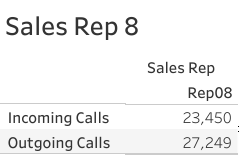 Sales Rep 8
Sales Rep
Rep08
Incoming Calls 23,450
Outgoing Calls 27,249